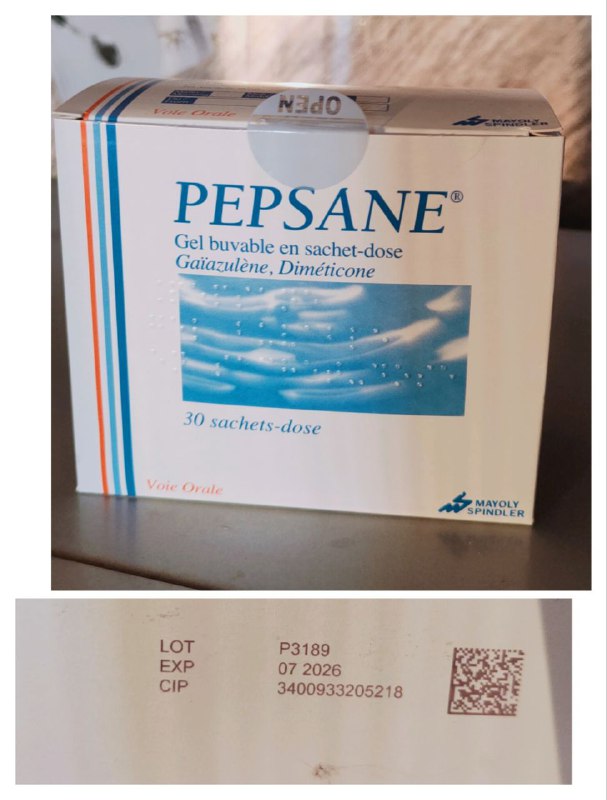 OPEN
Voie Orale
MAYOLY
SPINDLER
PEPSANE®
Gel buvable en sachet-dose
Gaïazulène, Diméticone
30 sachets-dose
Voie Orale
MAYOLY
SPINDLER
LOT P3189
EXP 07 2026
CIP 3400933205218